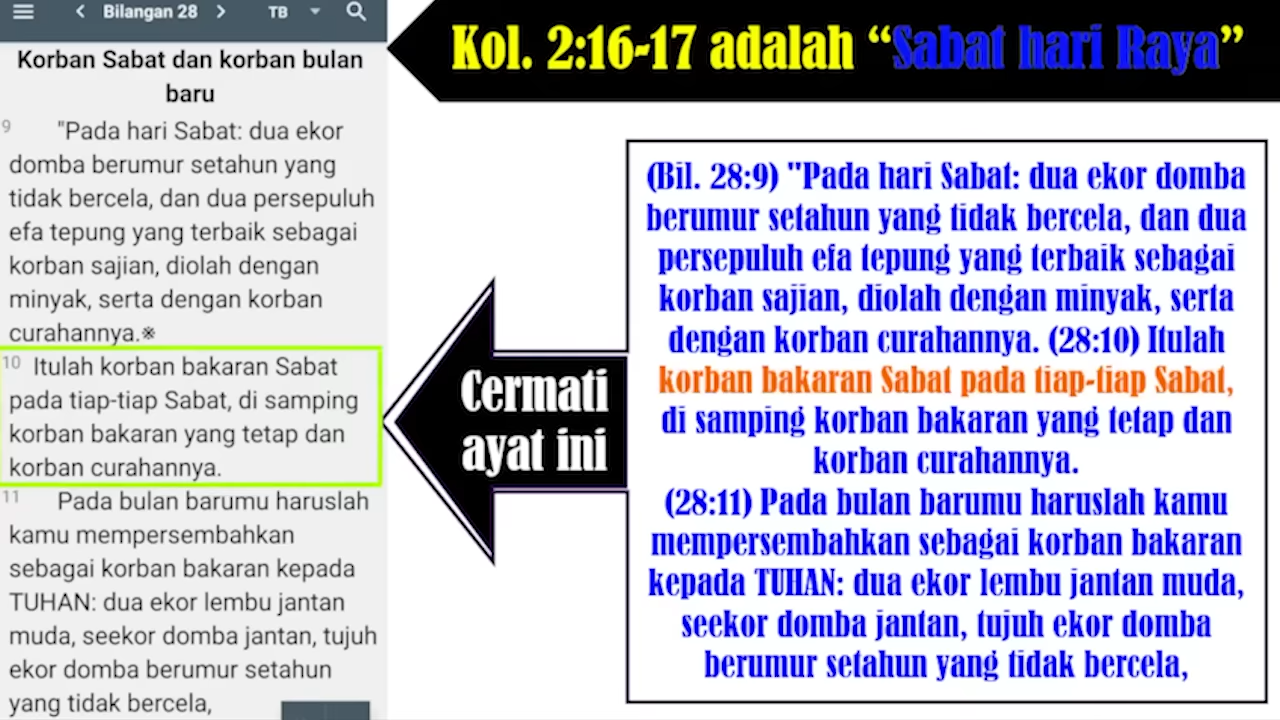 Bilangan 28
TB
Korban Sabat dan korban bulan
baru
9 "Pada hari Sabat: dua ekor
domba berumur setahun yang
tidak bercela, dan dua persepuluh
efa tepung yang terbaik sebagai
korban sajian, diolah dengan
minyak, serta dengan korban
curahannya.※
10 Itulah korban bakaran Sabat
pada tiap-tiap Sabat, di samping
korban bakaran yang tetap dan
korban curahannya.
11 Pada bulan barumu haruslah
kamu mempersembahkan
sebagai korban bakaran kepada
TUHAN: dua ekor lembu jantan
muda, seekor domba jantan, tujuh
ekor domba berumur setahun
yang tidak bercela,
Kol. 2:16-17 adalah “Sabat hari Raya”
Cermati
ayat ini
(Bil. 28:9) "Pada hari Sabat: dua ekor domba
berumur setahun yang tidak bercela, dan dua
persepuluh efa tepung yang terbaik sebagai
korban sajian, diolah dengan minyak, serta
dengan korban curahannya. (28:10) Itulah
korban bakaran Sabat pada tiap-tiap Sabat,
di samping korban bakaran yang tetap dan
korban curahannya.
(28:11) Pada bulan barumu haruslah kamu
mempersembahkan sebagai korban bakaran
kepada TUHAN: dua ekor lembu jantan muda,
seekor domba jantan, tujuh ekor domba
berumur setahun yang tidak bercela,